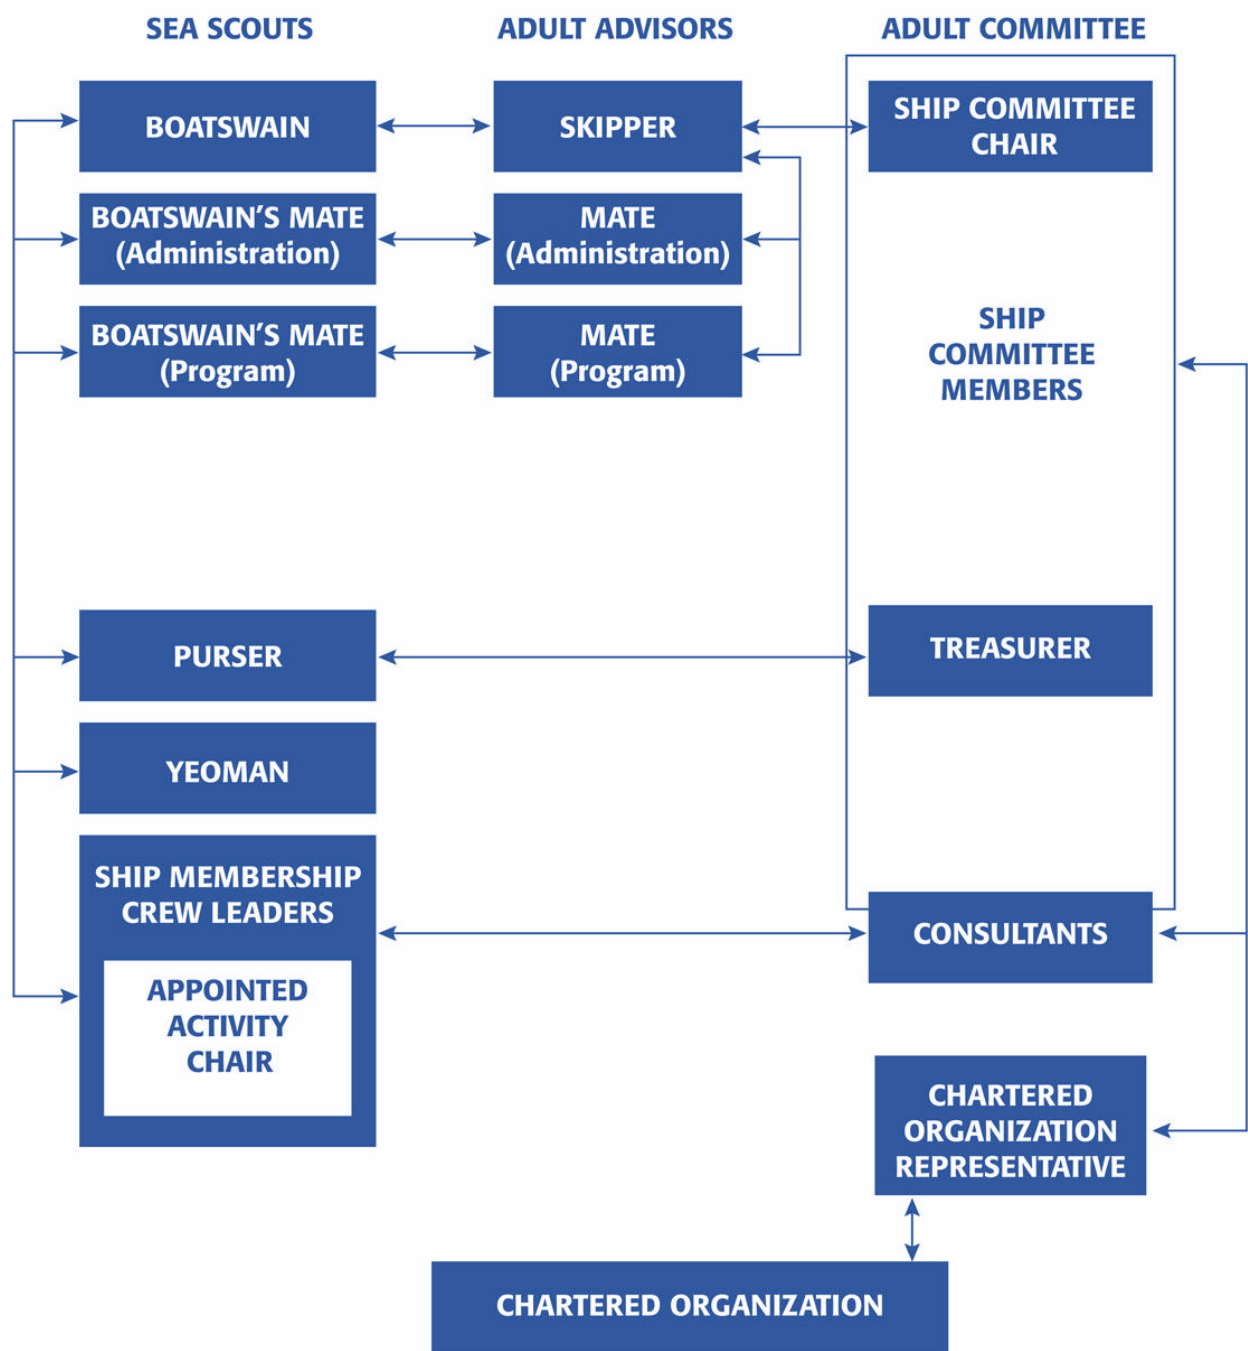 SEA SCOUTS
ADULT ADVISORS
ADULT COMMITTEE
BOATSWAIN
SKIPPER
SHIP COMMITTEE
CHAIR
BOATSWAIN'S MATE
(Administration)
MATE
(Administration)
BOATSWAIN'S MATE
(Program)
MATE
(Program)
SHIP
COMMITTEE
MEMBERS
PURSER
TREASURER
YEOMAN
SHIP MEMBERSHIP
CREW LEADERS
APPOINTED
ACTIVITY
CHAIR
CONSULTANTS
CHARTERED
ORGANIZATION
REPRESENTATIVE
CHARTERED ORGANIZATION